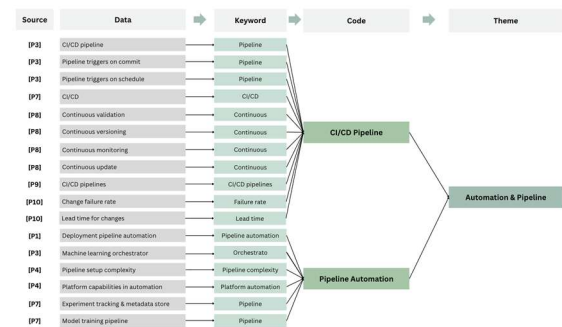 Source Data Keyword Code Theme
[P3] CI/CD pipeline Pipeline
[P3] Pipeline triggers on commit Pipeline
[P3] Pipeline triggers on schedule Pipeline
[P7] CI/CD CI/CD
[P8] Continuous validation Continuous
[P8] Continuous versioning Continuous
CI/CD Pipeline
[P8] Continuous monitoring Continuous
[P8] Continuous update Continuous
[P9] CI/CD pipelines CI/CD pipelines
[P10] Change failure rate Failure rate
Automation & Pipeline
[P10] Lead time for changes Lead time
[P1] Deployment pipeline automation Pipeline automation
[P3] Machine learning orchestrator Orchestrato
[P4] Pipeline setup complexity Pipeline complexity
Pipeline Automation
[P4] Platform capabilities in automation Platform automation
[P7] Experiment tracking & metadata store Pipeline
[P7] Model training pipeline Pipeline